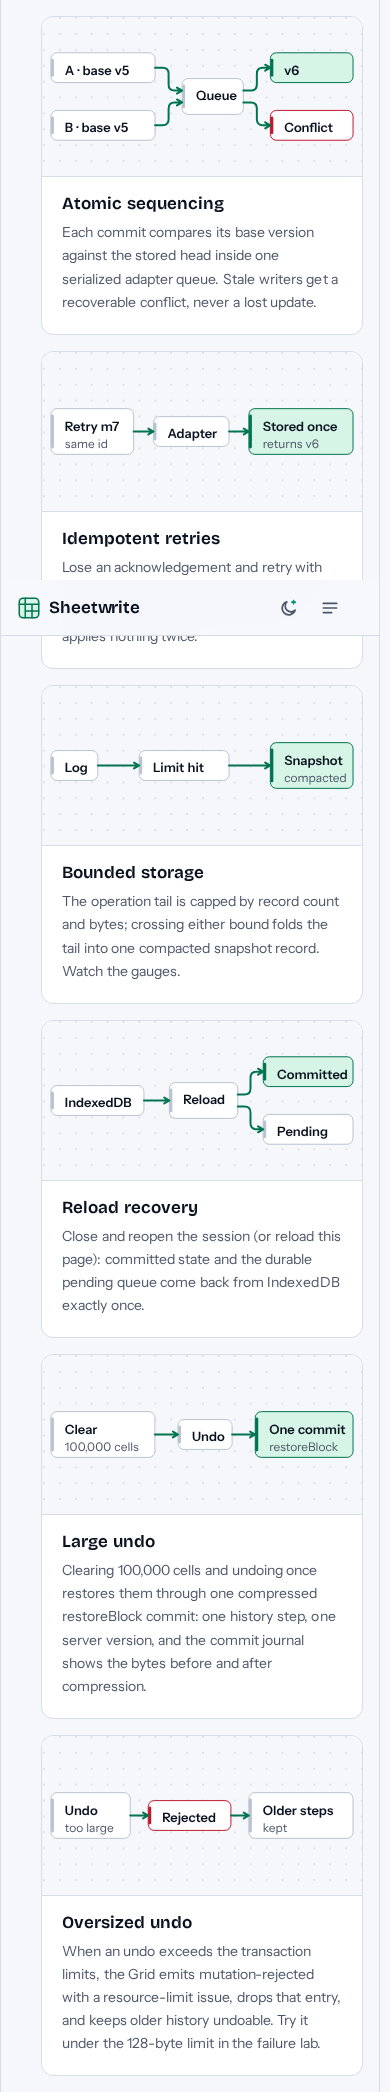 A · base v5
B · base v5
Queue
v6
Conflict
Atomic sequencing
Each commit compares its base version
against the stored head inside one
serialized adapter queue. Stale writers get a
recoverable conflict, never a lost update.
Retry m7
same id
Adapter
Stored once
returns v6
Idempotent retries
Lose an acknowledgement and retry with
Sheetwrite
applies nothing twice.
Log
Limit hit
Snapshot
compacted
Bounded storage
The operation tail is capped by record count
and bytes; crossing either bound folds the
tail into one compacted snapshot record.
Watch the gauges.
IndexedDB
Reload
Committed
Pending
Reload recovery
Close and reopen the session (or reload this
page): committed state and the durable
pending queue come back from IndexedDB
exactly once.
Clear
100,000 cells
Undo
One commit
restoreBlock
Large undo
Clearing 100,000 cells and undoing once
restores them through one compressed
restoreBlock commit: one history step, one
server version, and the commit journal
shows the bytes before and after
compression.
Undo
too large
Rejected
Older steps
kept
Oversized undo
When an undo exceeds the transaction
limits, the Grid emits mutation-rejected
with a resource-limit issue, drops that entry,
and keeps older history undoable. Try it
under the 128-byte limit in the failure lab.